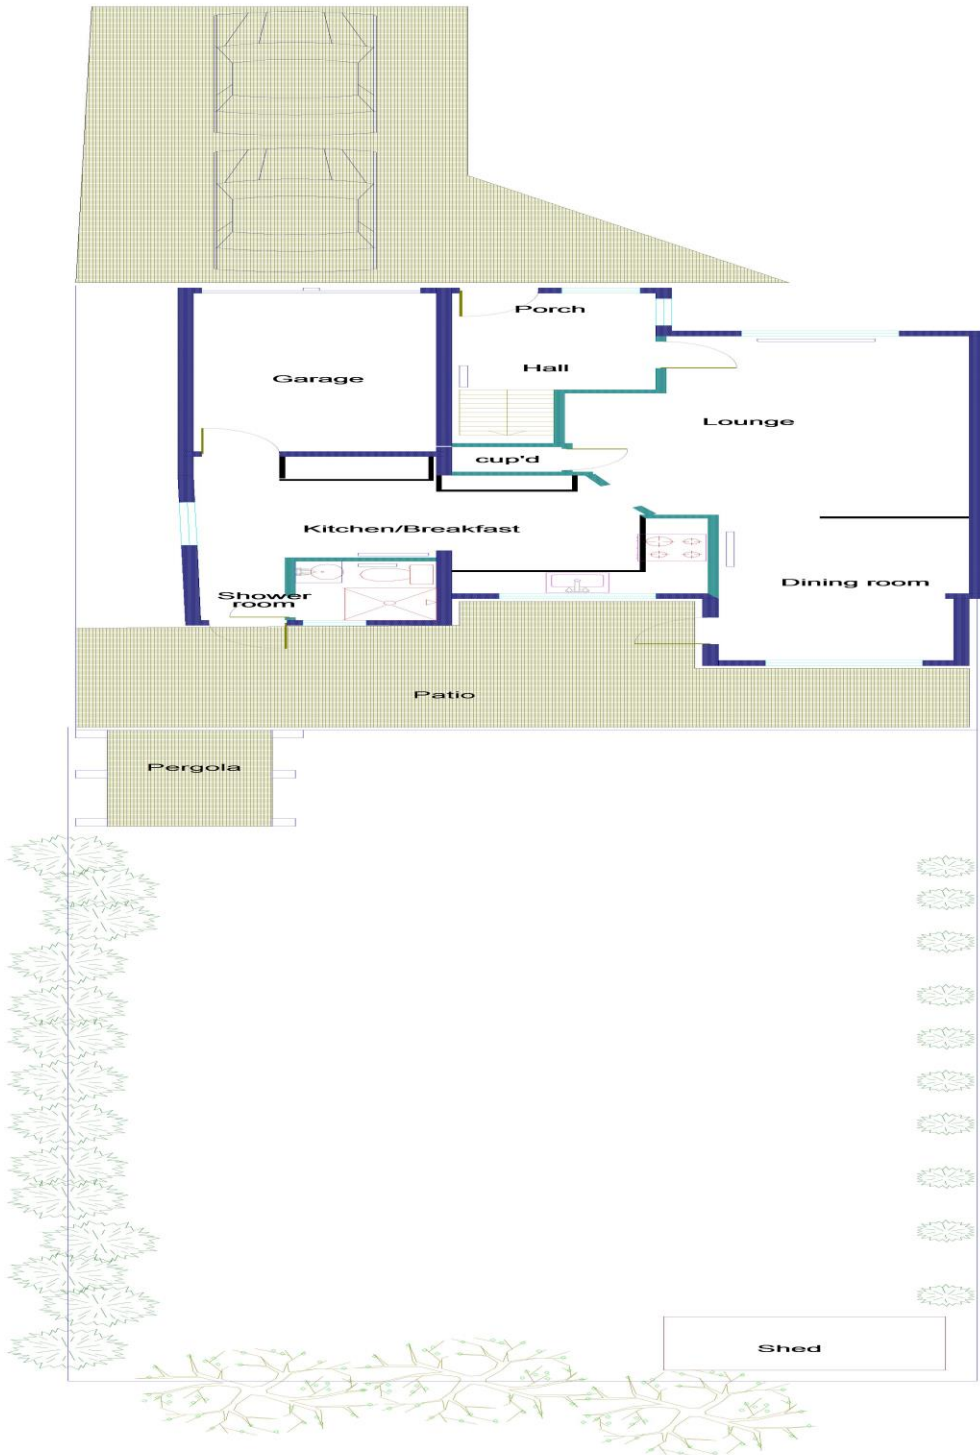 Porch
Hall
Garage
Lounge
cup'd
Kitchen/Breakfast
Dining room
Shower
room
Patio
Pergola
Shed